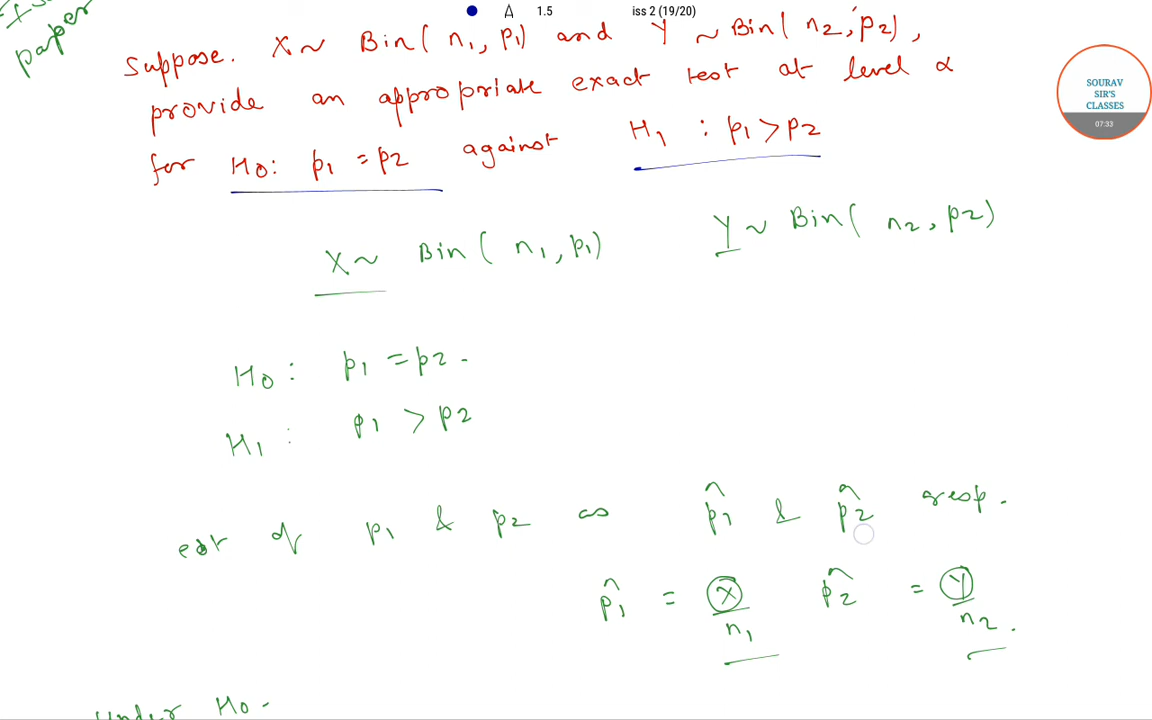 paper
A 1.5 iss 2 (19/20)
Suppose. X ~ Bin( n1, p1) and Y ~ Bin( n2, p2),
provide an appropriate exact test at level α
for H0: p1 = p2 against H1 : p1 > p2
SOURAV
SIR'S
CLASSES
07:33
X ~ Bin ( n1, p1) Y ~ Bin( n2, p2)
H0 : p1 = p2 .
H1 : p1 > p2
est of p1 & p2 as p̂1 & p̂2 resp.
p̂1 = X/n1 p̂2 = Y/n2 .
Under H0 -